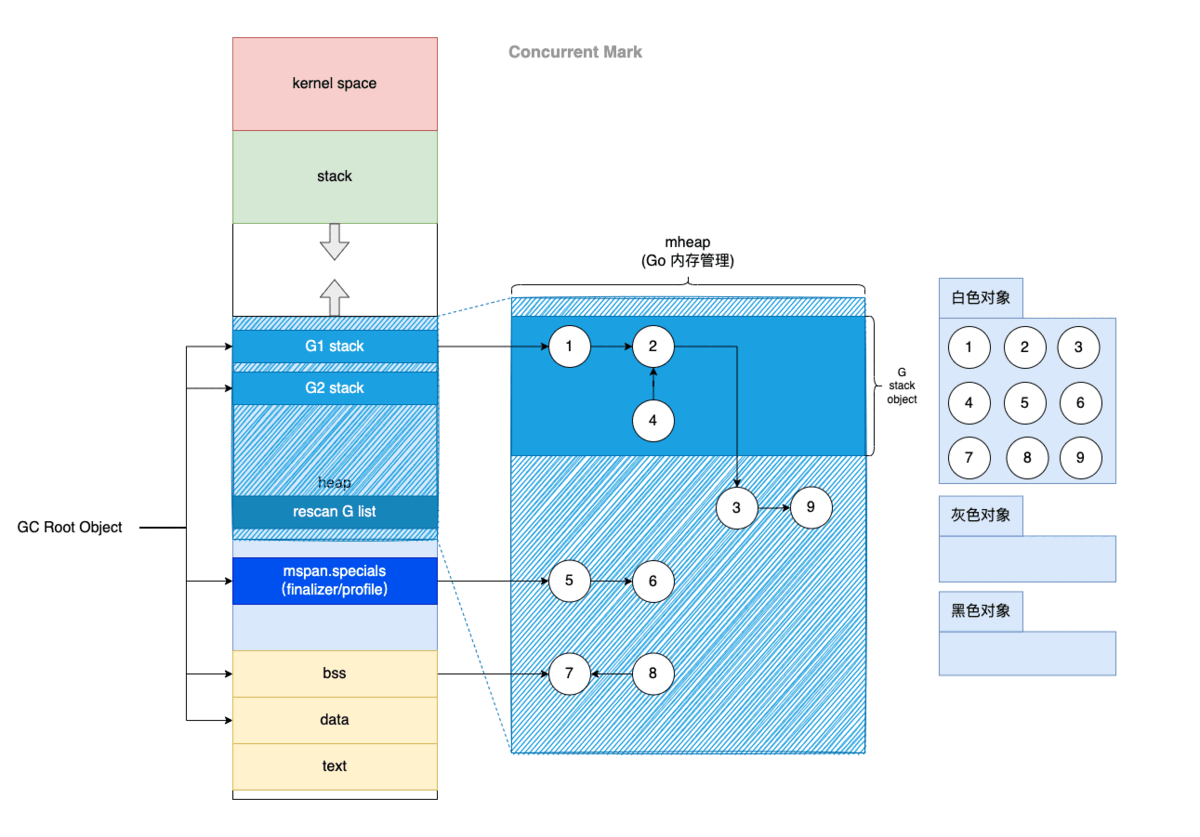 Concurrent Mark
kernel space
stack
G1 stack
G2 stack
heap
rescan G list
GC Root Object
mspan.specials
(finalizer/profile)
bss
data
text
mheap
(Go 内存管理)
1
2
4
3
9
5
6
7
8
G
stack
object
白色对象
1 2 3
4 5 6
7 8 9
灰色对象
黑色对象